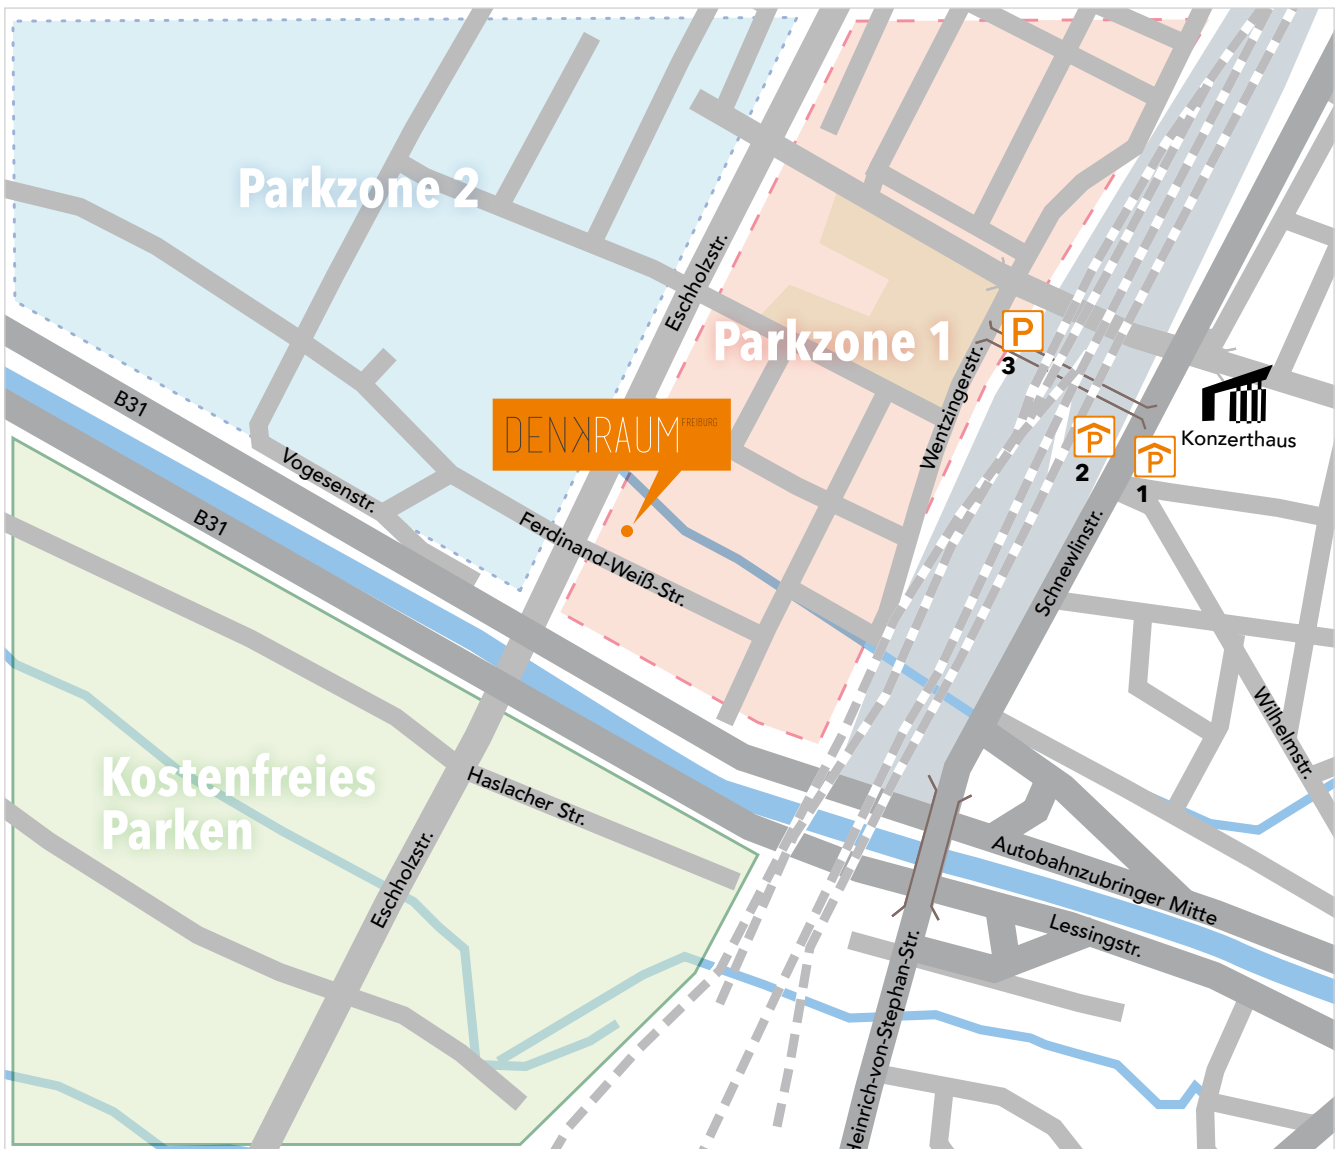 Parkzone 2
Eschholzstr.
Parkzone 1
P
3
Wentzingerstr.
Konzerthaus
P
2
P
1
B31
DENKRAUM FREIBURG
Vogesenstr.
B31
Ferdinand-Weiß-Str.
Schnewlinstr.
Wilhelmstr.
Kostenfreies
Parken
Haslacher Str.
Eschholzstr.
Autobahnzubringer Mitte
Lessingstr.
Heinrich-von-Stephan-Str.